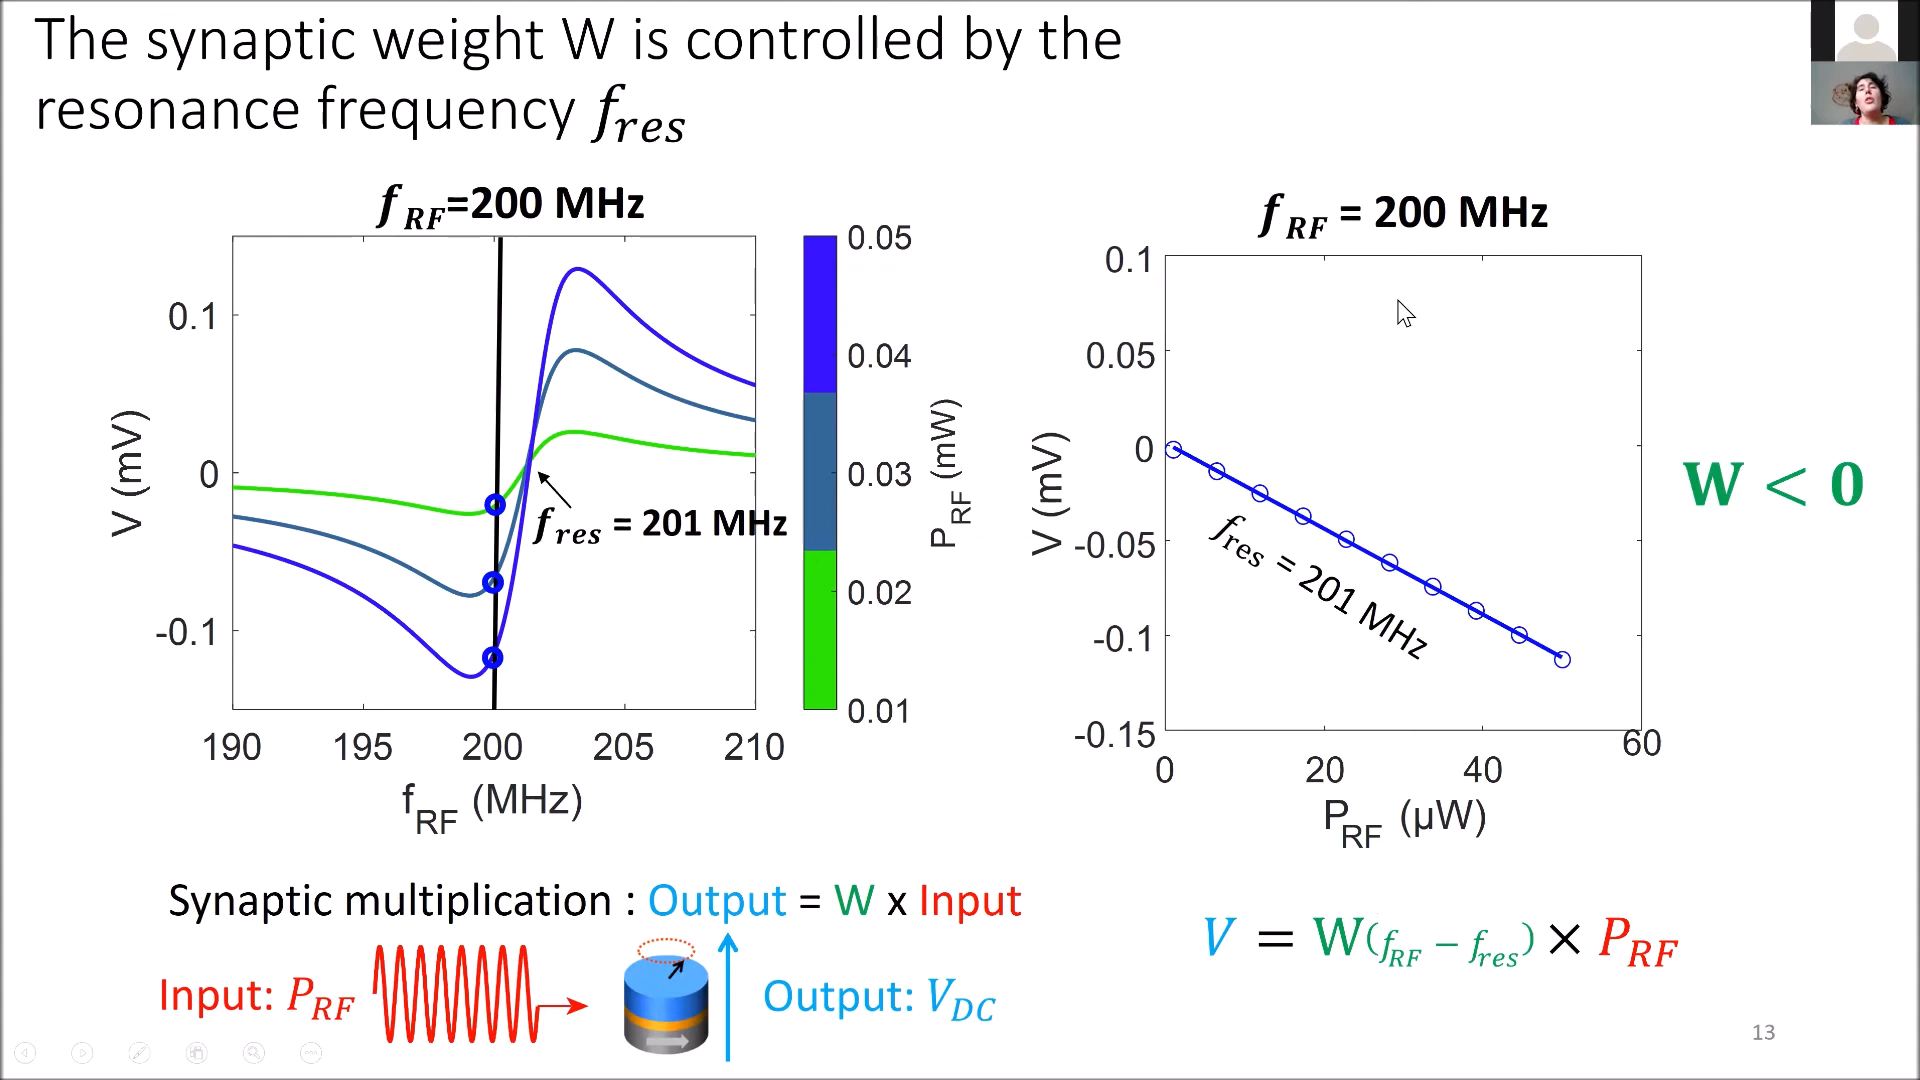 The synaptic weight W is controlled by the
resonance frequency f_res
f_RF=200 MHz
0.1
0
-0.1
V (mV)
190 195 200 205 210
f_RF (MHz)
f_res = 201 MHz
0.05
0.04
0.03
0.02
0.01
P_RF (mW)
f_RF = 200 MHz
0.1
0.05
0
-0.05
-0.1
-0.15
V (mV)
0 20 40 60
P_RF (µW)
f_res = 201 MHz
W < 0
Synaptic multiplication : Output = W x Input
Input: P_RF
Output: V_DC
V = W(f_RF − f_res) × P_RF
13